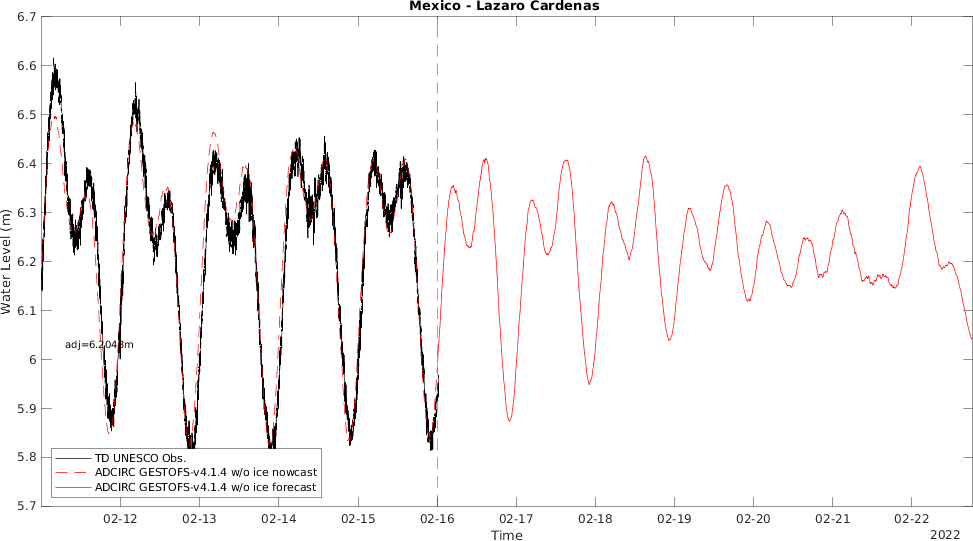 Mexico - Lazaro Cardenas
6.7
6.6
6.5
6.4
6.3
6.2
6.1
6
5.9
5.8
5.7
Water Level (m)
adj=6.2043m
TD UNESCO Obs.
ADCIRC GESTOFS-v4.1.4 w/o ice nowcast
ADCIRC GESTOFS-v4.1.4 w/o ice forecast
02-12 02-13 02-14 02-15 02-16 02-17 02-18 02-19 02-20 02-21 02-22
Time
2022